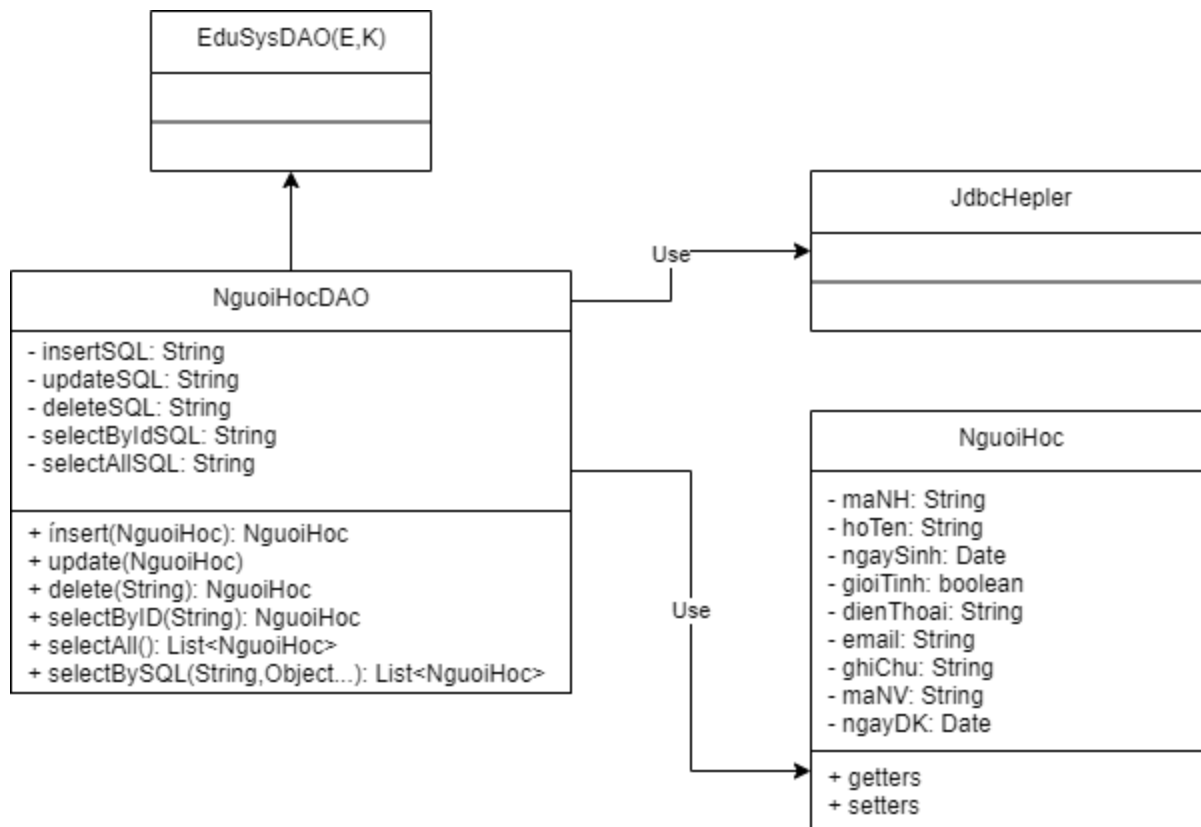 EduSysDAO(E,K)
JdbcHepler
Use
NguoiHocDAO
- insertSQL: String
- updateSQL: String
- deleteSQL: String
- selectByIdSQL: String
- selectAllSQL: String
+ ínsert(NguoiHoc): NguoiHoc
+ update(NguoiHoc)
+ delete(String): NguoiHoc
+ selectByID(String): NguoiHoc
+ selectAll(): List<NguoiHoc>
+ selectBySQL(String,Object...): List<NguoiHoc>
Use
NguoiHoc
- maNH: String
- hoTen: String
- ngaySinh: Date
- gioiTinh: boolean
- dienThoai: String
- email: String
- ghiChu: String
- maNV: String
- ngayDK: Date
+ getters
+ setters